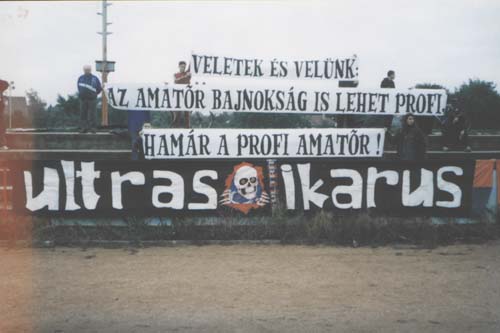 VELETEK ÉS VELÜNK:
AZ AMATŐR BAJNOKSÁG IS LEHET PROFI
HAMÁR A PROFI AMATŐR!
ultras ikarus